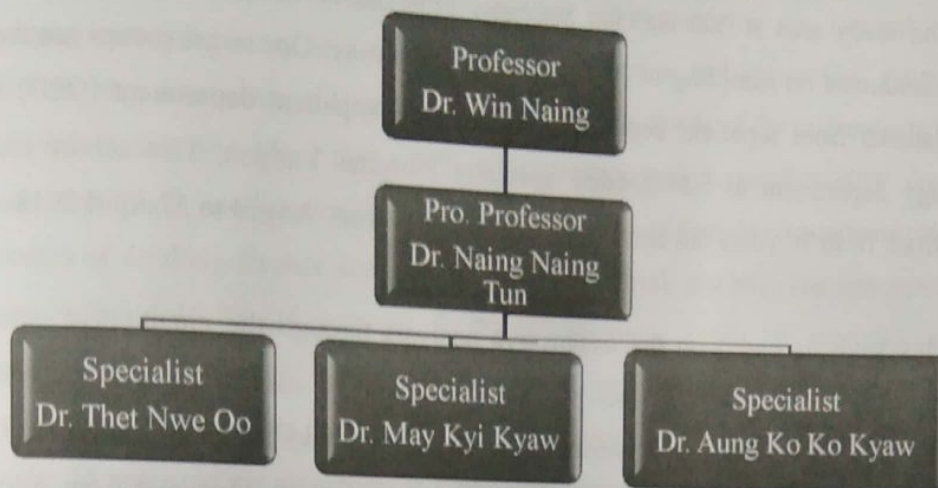 Professor
Dr. Win Naing
Pro. Professor
Dr. Naing Naing
Tun
Specialist
Dr. Thet Nwe Oo
Specialist
Dr. May Kyi Kyaw
Specialist
Dr. Aung Ko Ko Kyaw